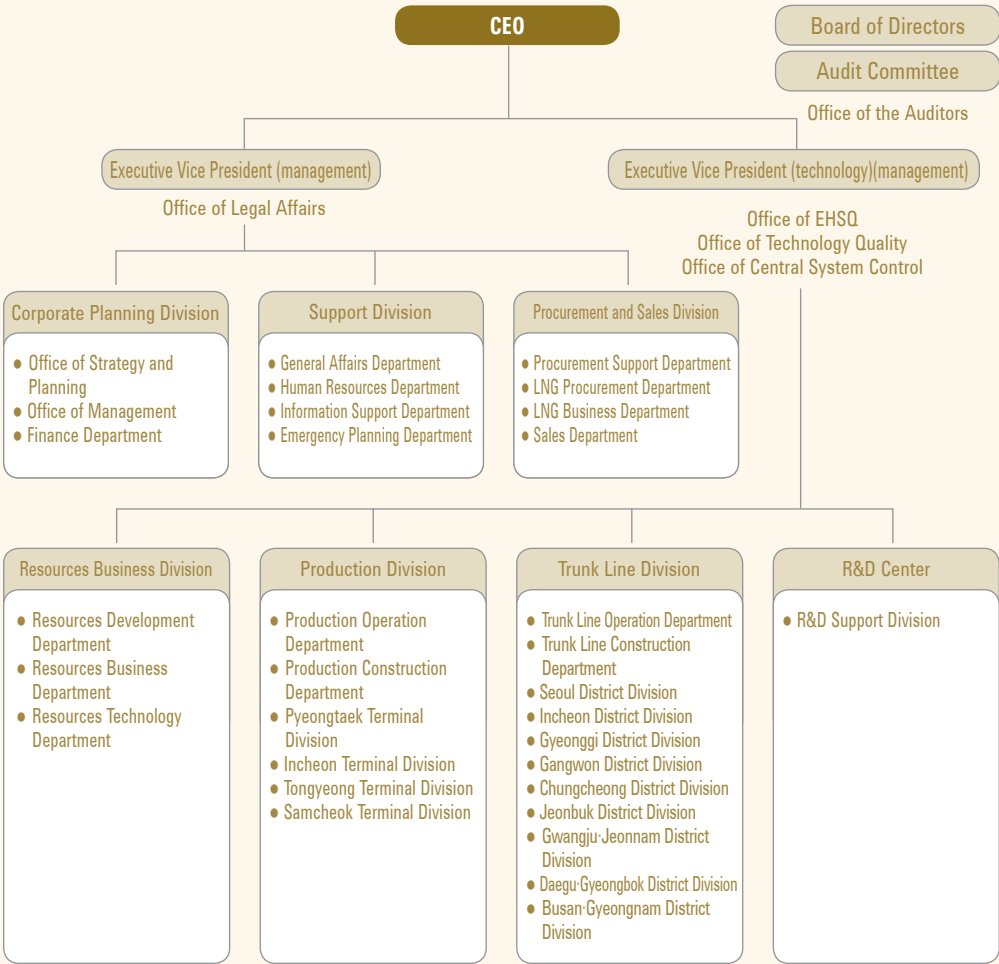 CEO
Board of Directors
Audit Committee
Office of the Auditors
Executive Vice President (management)
Office of Legal Affairs
Executive Vice President (technology)(management)
Office of EHSQ
Office of Technology Quality
Office of Central System Control
Corporate Planning Division
● Office of Strategy and
Planning
● Office of Management
● Finance Department
Support Division
● General Affairs Department
● Human Resources Department
● Information Support Department
● Emergency Planning Department
Procurement and Sales Division
● Procurement Support Department
● LNG Procurement Department
● LNG Business Department
● Sales Department
Resources Business Division
● Resources Development
Department
● Resources Business
Department
● Resources Technology
Department
Production Division
● Production Operation
Department
● Production Construction
Department
● Pyeongtaek Terminal
Division
● Incheon Terminal Division
● Tongyeong Terminal Division
● Samcheok Terminal Division
Trunk Line Division
● Trunk Line Operation Department
● Trunk Line Construction
Department
● Seoul District Division
● Incheon District Division
● Gyeonggi District Division
● Gangwon District Division
● Chungcheong District Division
● Jeonbuk District Division
● Gwangju·Jeonnam District
Division
● Daegu·Gyeongbok District Division
● Busan·Gyeongnam District
Division
R&D Center
● R&D Support Division